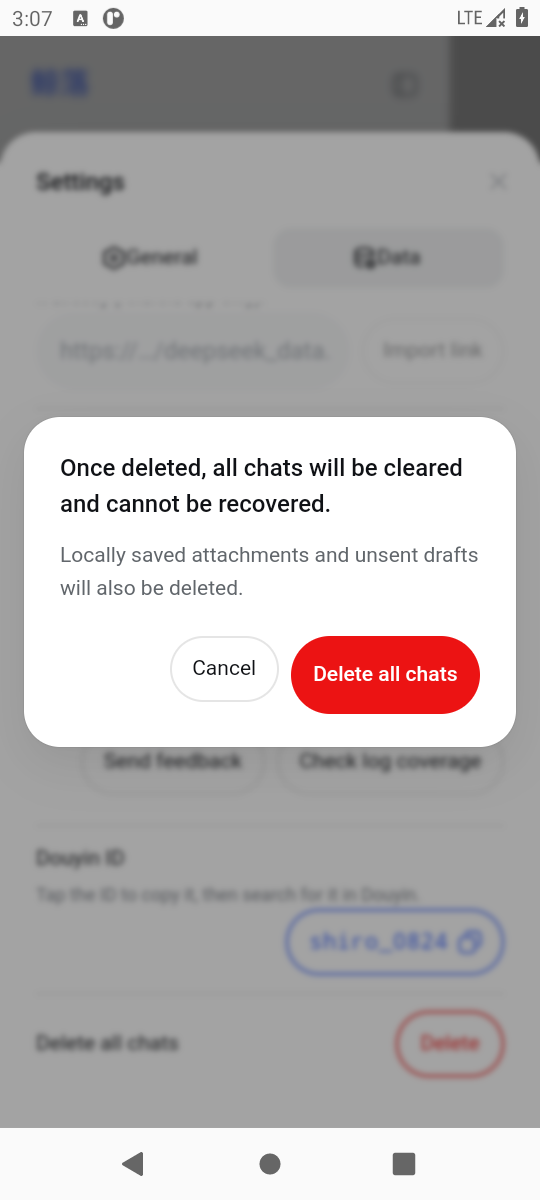 3:07
LTE
鲸落
Settings
General
Data
https://.../deepseek_data.
Import link
Once deleted, all chats will be cleared
and cannot be recovered.
Locally saved attachments and unsent drafts
will also be deleted.
Cancel
Delete all chats
Send feedback
Check log coverage
Douyin ID
Tap the ID to copy it, then search for it in Douyin.
shiro_0824
Delete all chats
Delete